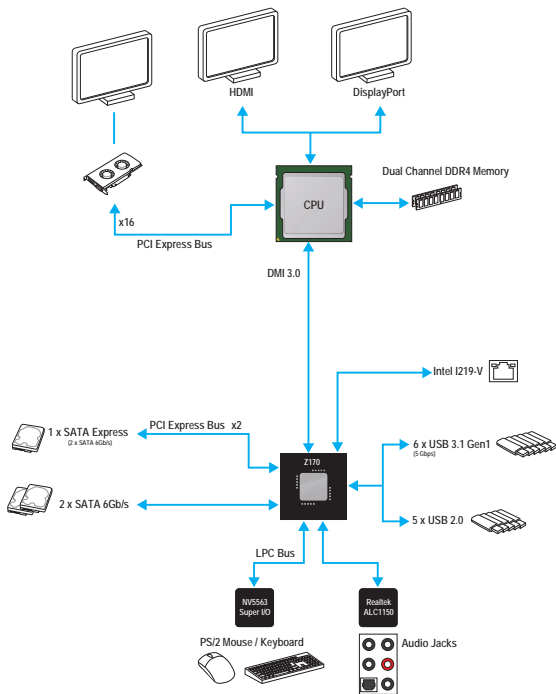 HDMI
DisplayPort
Dual Channel DDR4 Memory
CPU
x16
PCI Express Bus
DMI 3.0
Intel I219-V
1 x SATA Express
(2 x SATA 6Gb/s)
PCI Express Bus x2
6 x USB 3.1 Gen1
(5 Gbps)
Z170
2 x SATA 6Gb/s
5 x USB 2.0
LPC Bus
NV5563
Super I/O
Realtek
ALC1150
PS/2 Mouse / Keyboard
Audio Jacks